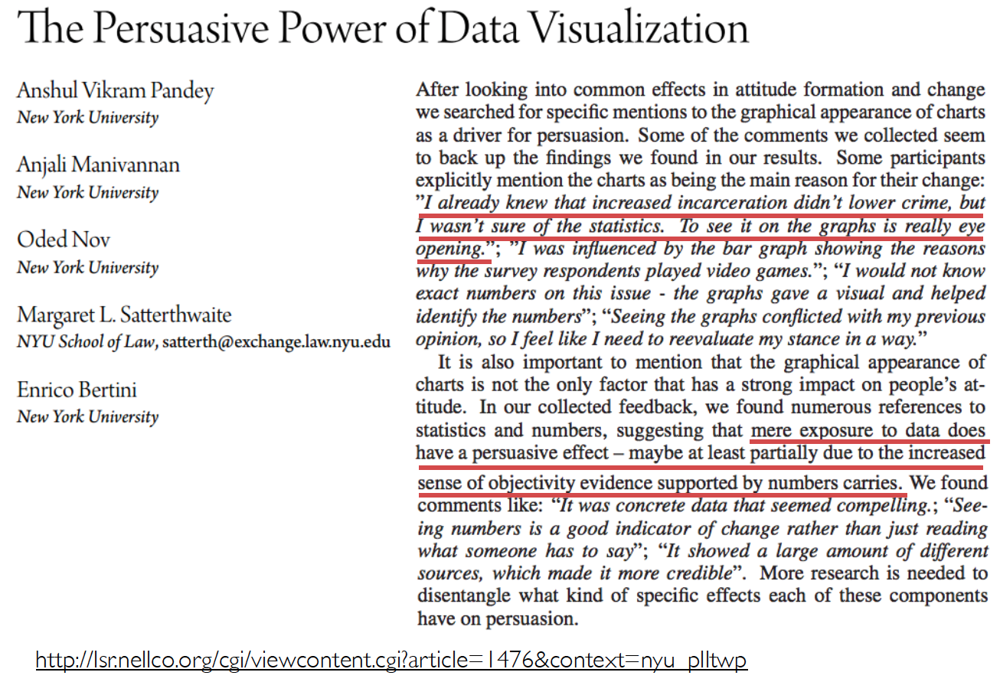 The Persuasive Power of Data Visualization
Anshul Vikram Pandey
New York University
Anjali Manivannan
New York University
Oded Nov
New York University
Margaret L. Satterthwaite
NYU School of Law, satterth@exchange.law.nyu.edu
Enrico Bertini
New York University
After looking into common effects in attitude formation and change
we searched for specific mentions to the graphical appearance of charts
as a driver for persuasion. Some of the comments we collected seem
to back up the findings we found in our results. Some participants
explicitly mention the charts as being the main reason for their change:
”I already knew that increased incarceration didn’t lower crime, but
I wasn’t sure of the statistics. To see it on the graphs is really eye
opening.”; ”I was influenced by the bar graph showing the reasons
why the survey respondents played video games.”; “I would not know
exact numbers on this issue - the graphs gave a visual and helped
identify the numbers”; “Seeing the graphs conflicted with my previous
opinion, so I feel like I need to reevaluate my stance in a way.”
It is also important to mention that the graphical appearance of
charts is not the only factor that has a strong impact on people’s at-
titude. In our collected feedback, we found numerous references to
statistics and numbers, suggesting that mere exposure to data does
have a persuasive effect – maybe at least partially due to the increased
sense of objectivity evidence supported by numbers carries. We found
comments like: “It was concrete data that seemed compelling.; “See-
ing numbers is a good indicator of change rather than just reading
what someone has to say”; “It showed a large amount of different
sources, which made it more credible”. More research is needed to
disentangle what kind of specific effects each of these components
have on persuasion.
http://lsr.nellco.org/cgi/viewcontent.cgi?article=1476&context=nyu_plltwp